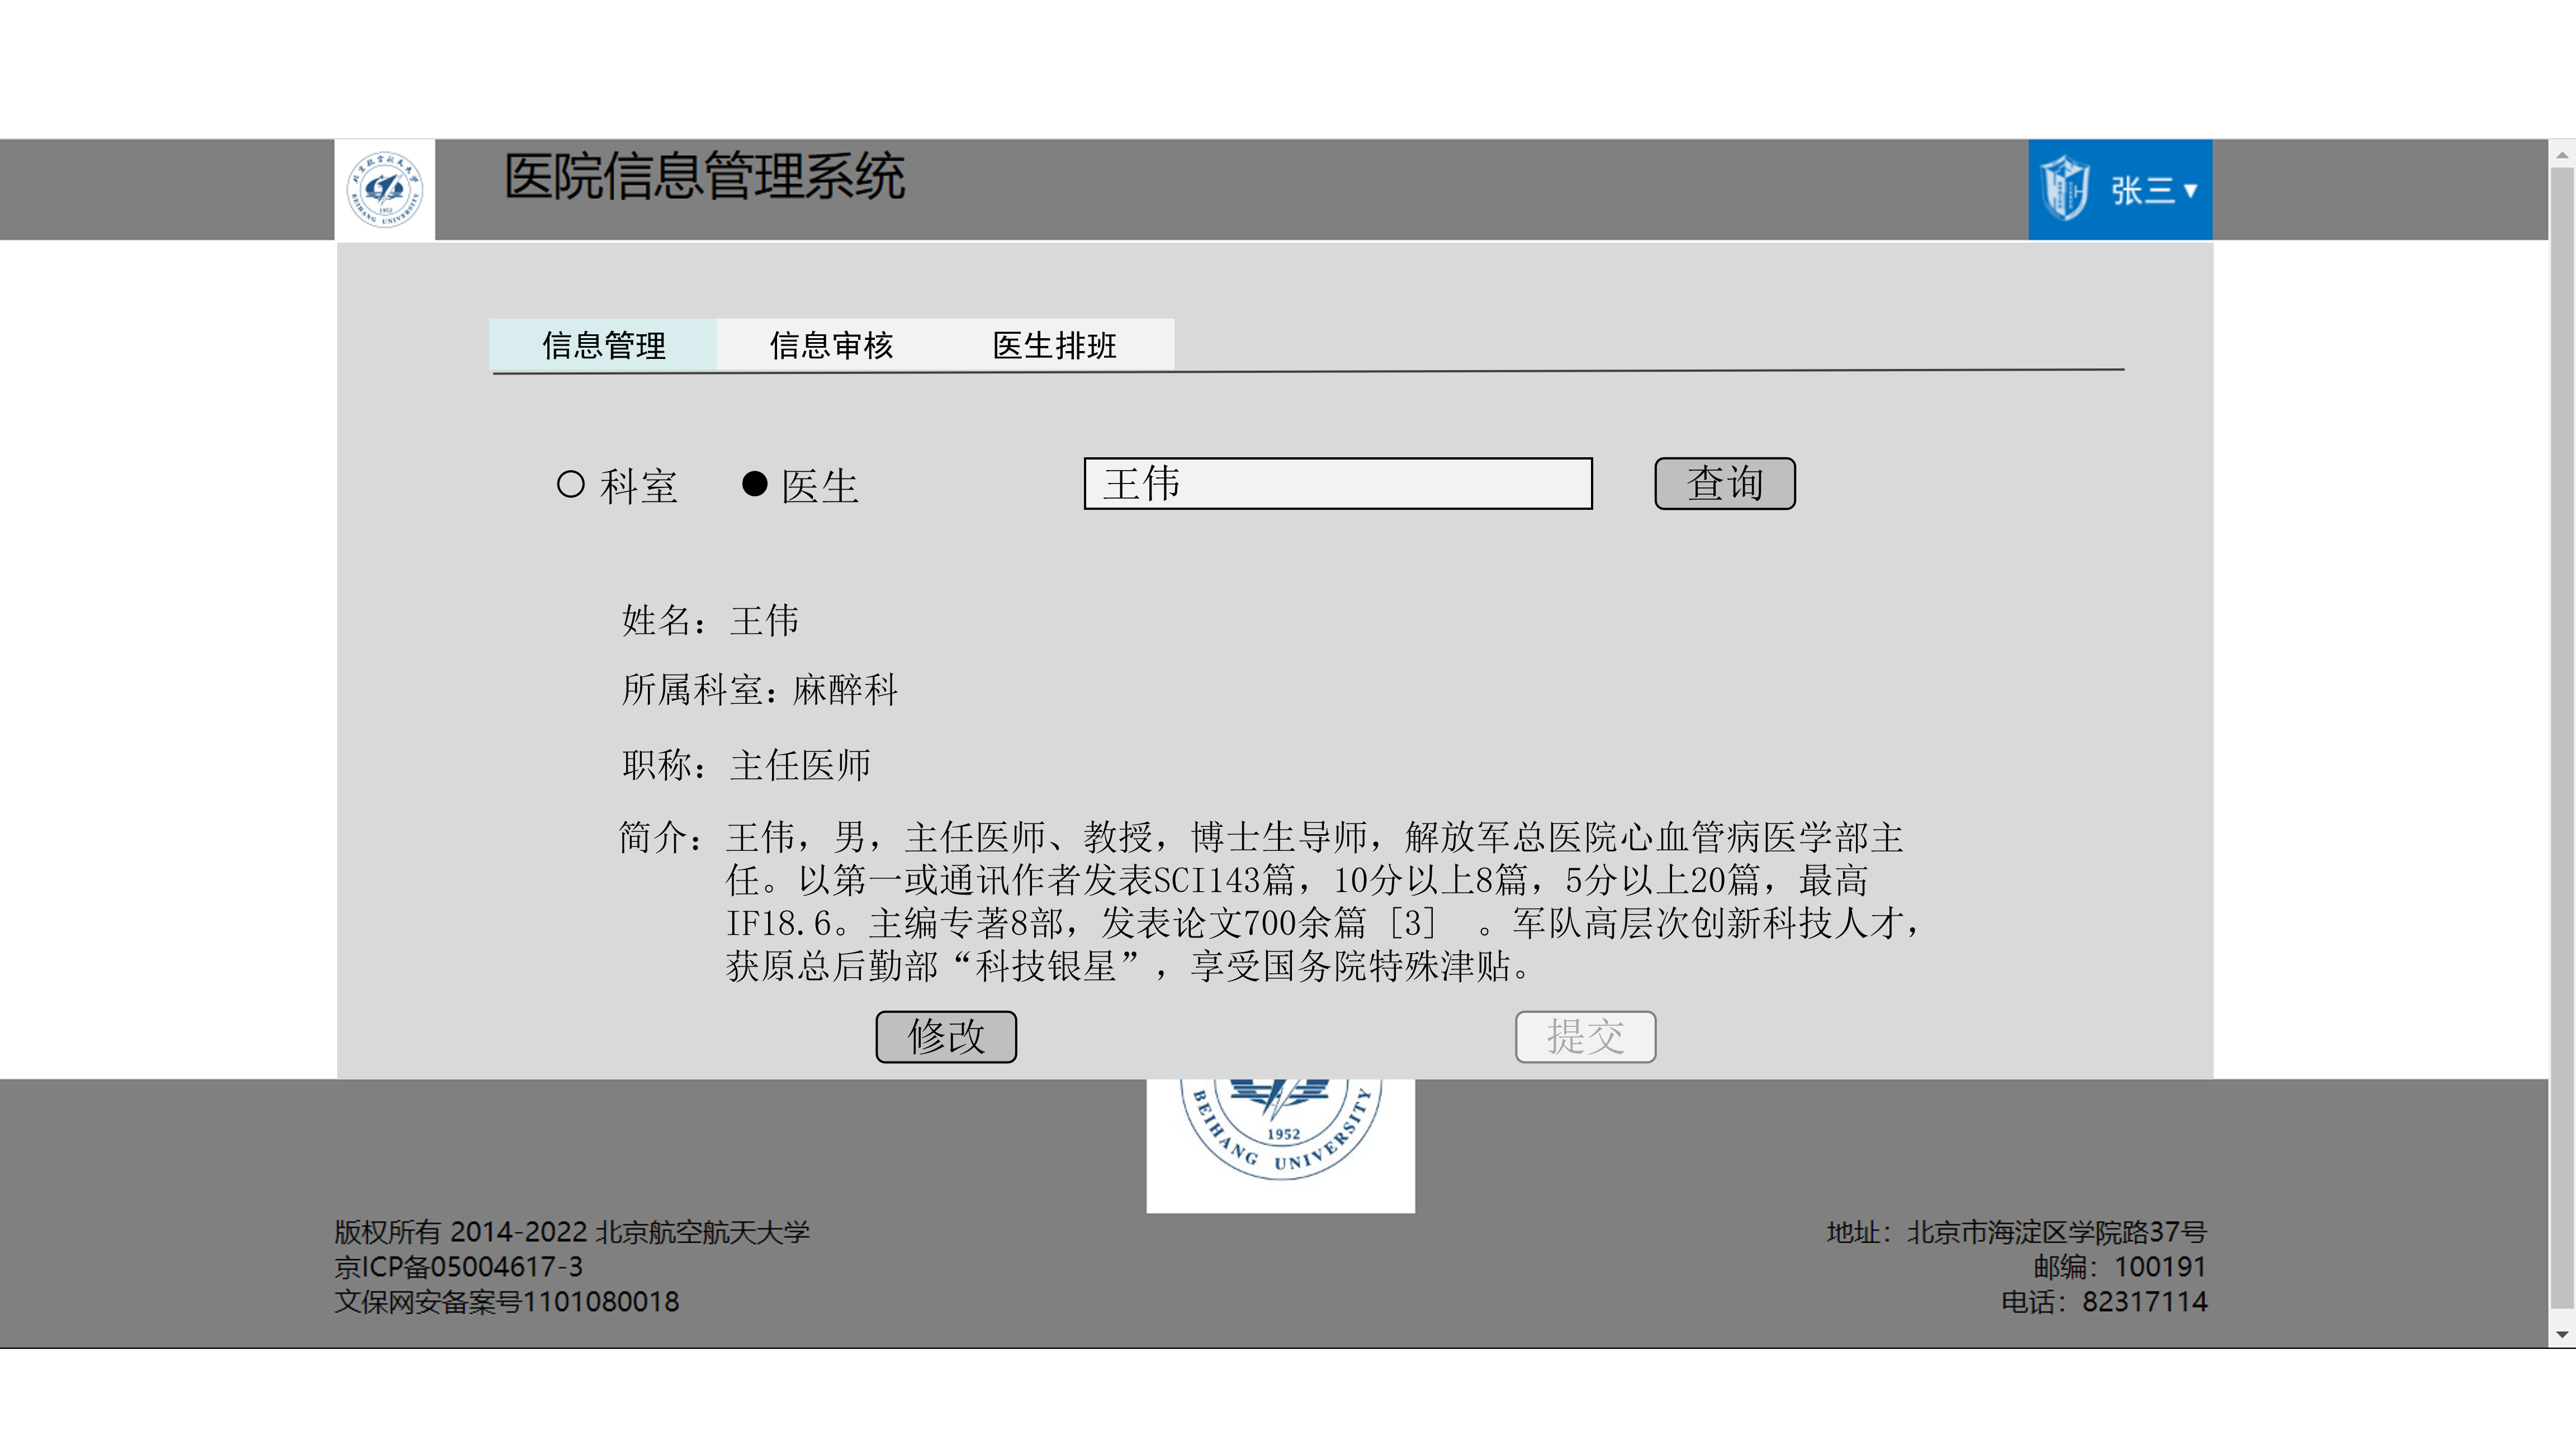 北京航空航天大学
BEIHANG UNIVERSITY
1952
医院信息管理系统
张三▼
信息管理 信息审核 医生排班
科室 医生 王伟 查询
姓名：王伟
所属科室：麻醉科
职称：主任医师
简介：王伟，男，主任医师、教授，博士生导师，解放军总医院心血管病医学部主
任。以第一或通讯作者发表SCI143篇，10分以上8篇，5分以上20篇，最高
IF18.6。主编专著8部，发表论文700余篇 [3] 。军队高层次创新科技人才，
获原总后勤部“科技银星”，享受国务院特殊津贴。
修改 提交
1952
BEIHANG UNIVERSITY
版权所有 2014-2022 北京航空航天大学
京ICP备05004617-3
文保网安备案号1101080018
地址：北京市海淀区学院路37号
邮编：100191
电话：82317114